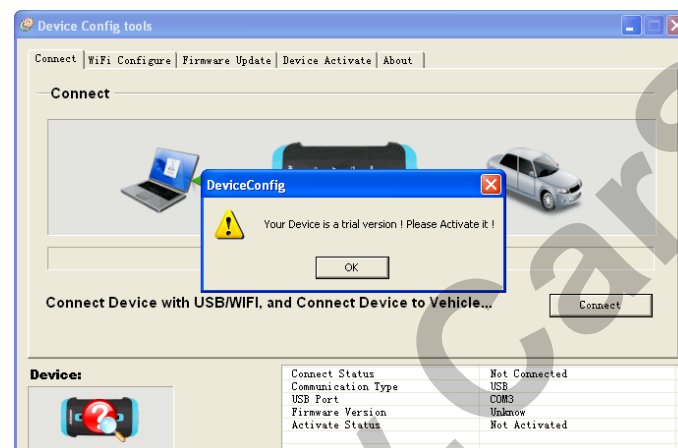 Device Config tools
Connect WiFi Configure Firmware Update Device Activate About
Connect
DeviceConfig
Your Device is a trial version ! Please Activate it !
OK
Connect Device with USB/WIFI, and Connect Device to Vehicle...
Connect
Device:
Connect Status Not Connected
Communication Type USB
USB Port COM3
Firmware Version Unknow
Activate Status Not Activated